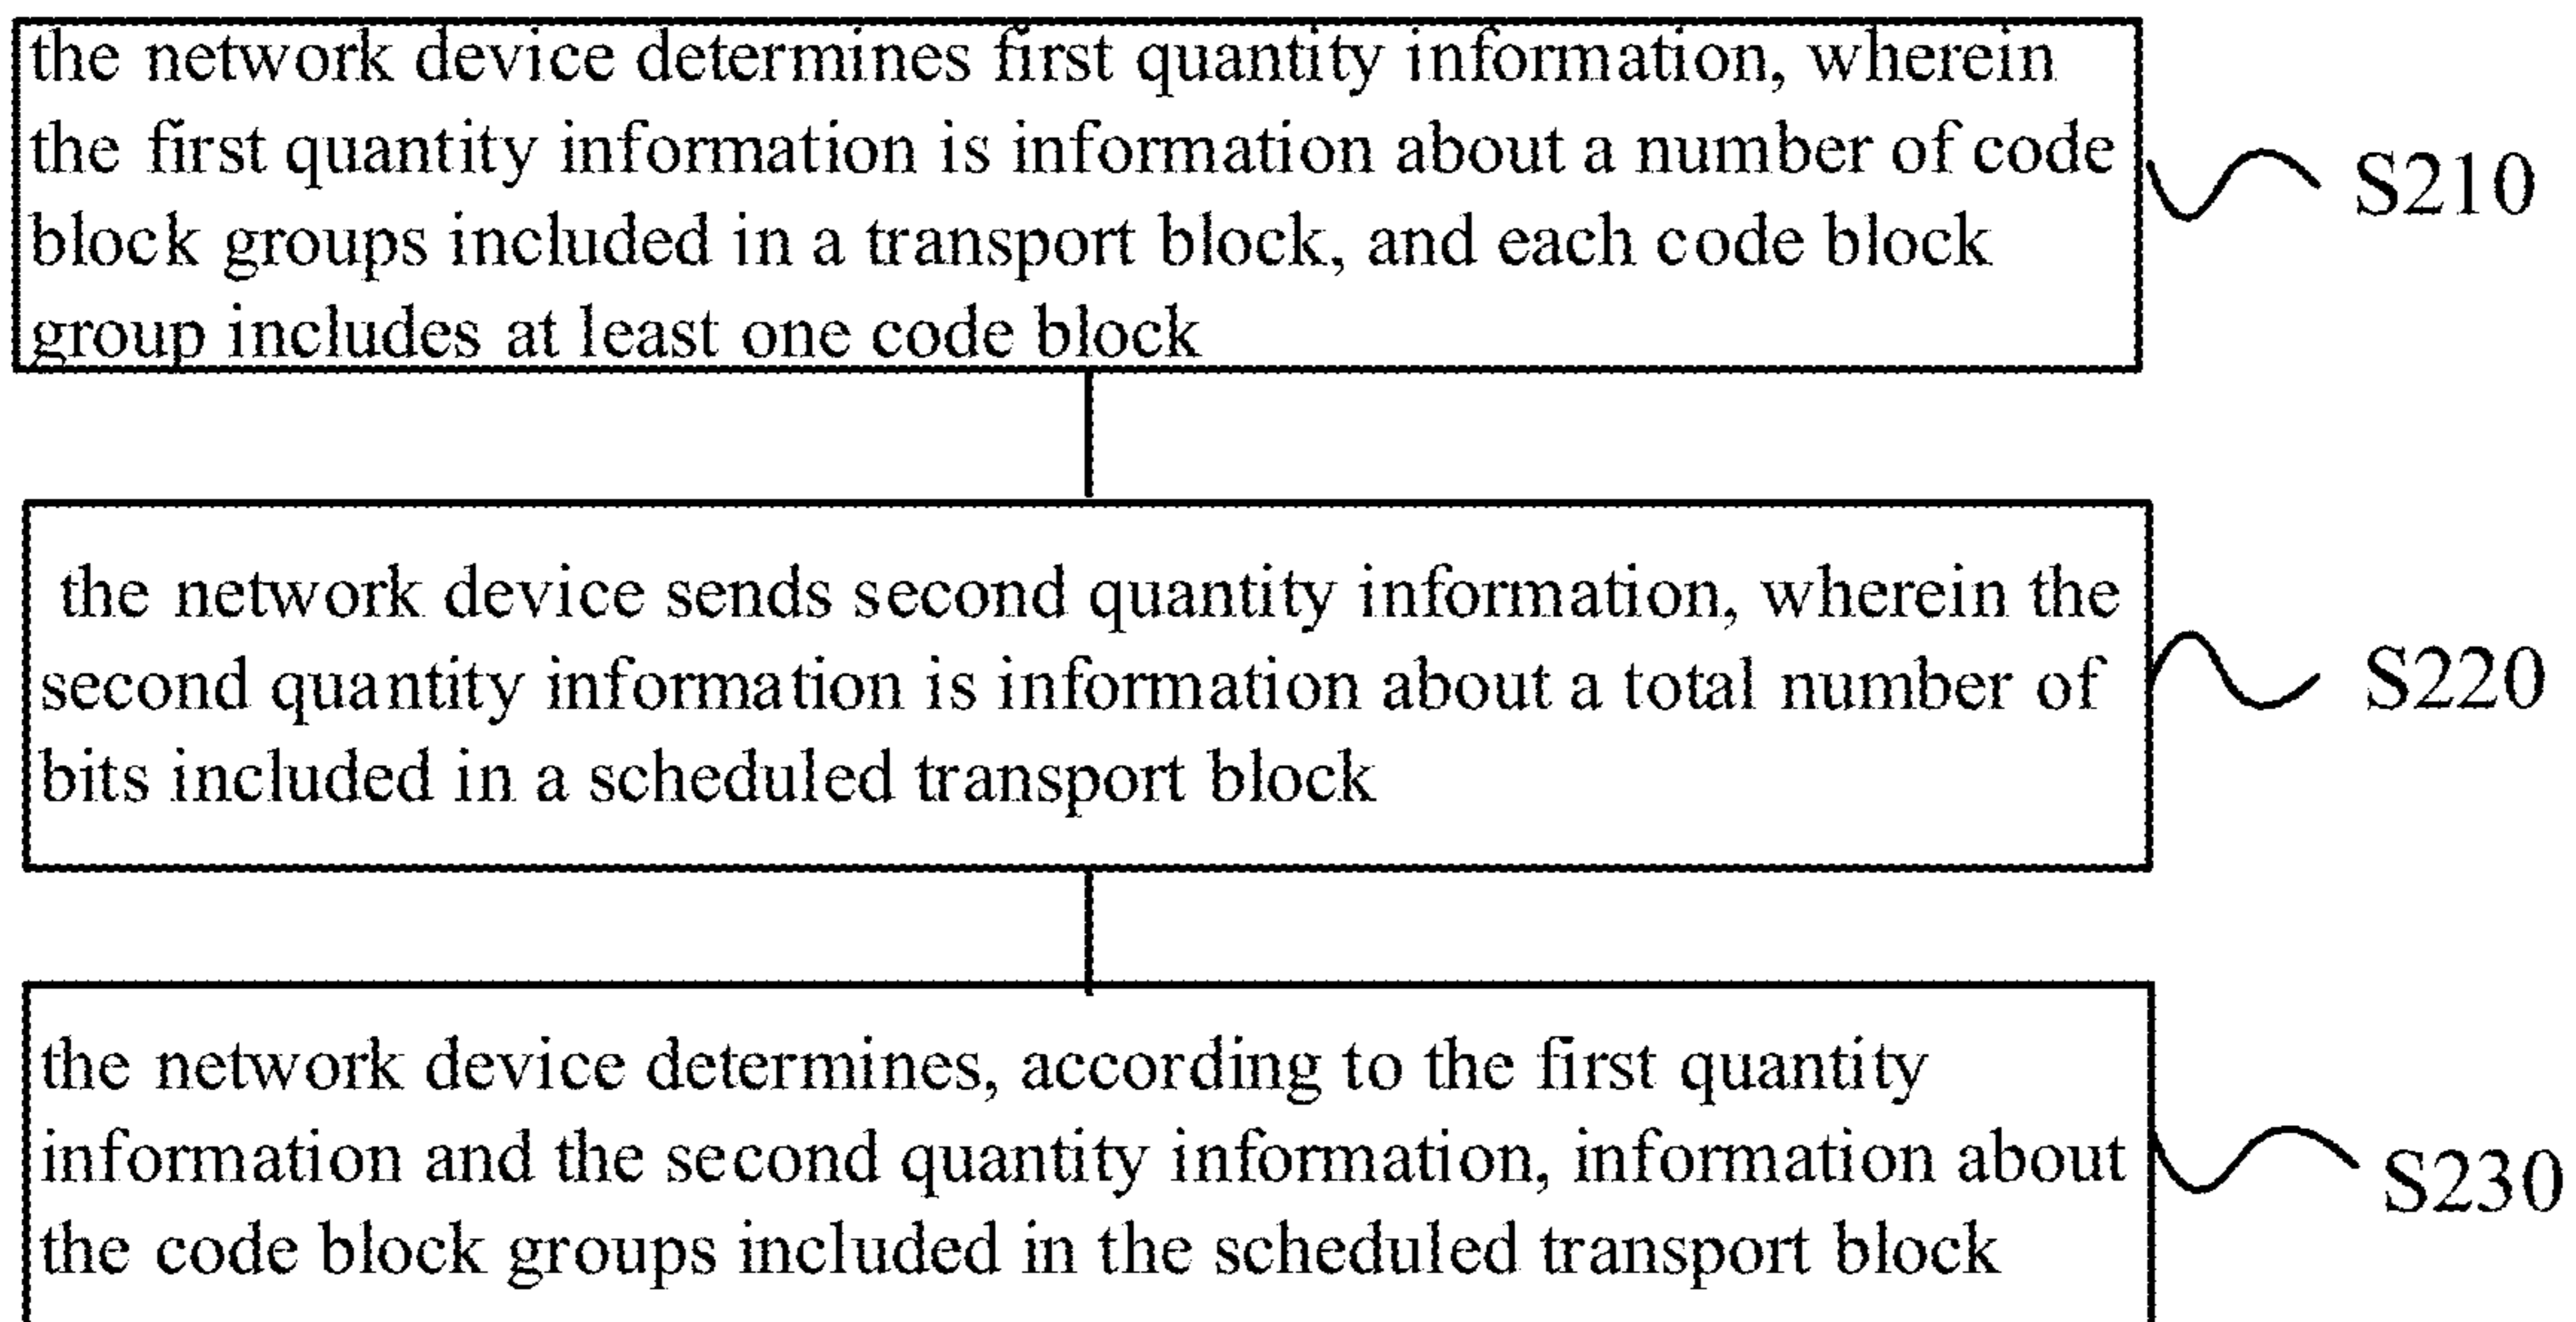 the network device determines first quantity information, wherein
the first quantity information is information about a number of code
block groups included in a transport block, and each code block
group includes at least one code block
S210
the network device sends second quantity information, wherein the
second quantity information is information about a total number of
bits included in a scheduled transport block
S220
the network device determines, according to the first quantity
information and the second quantity information, information about
the code block groups included in the scheduled transport block
S230